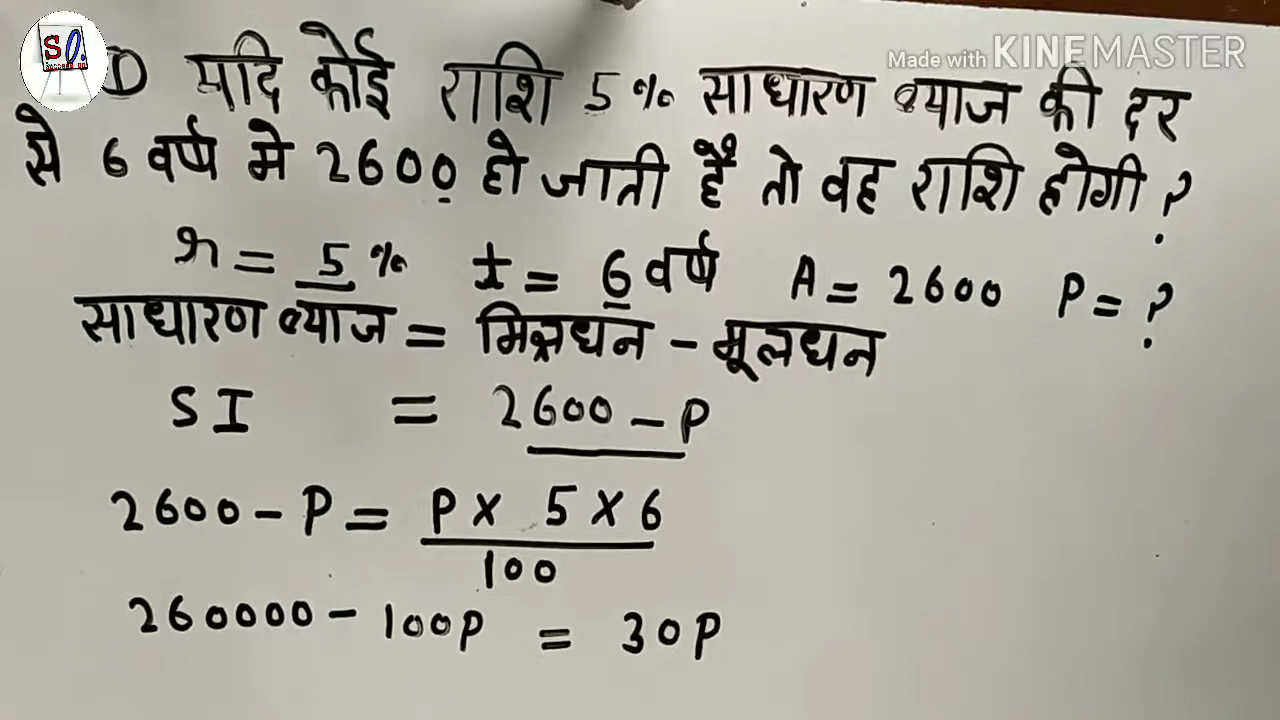 Made with KINEMASTER
Sl.
① यदि कोई राशि 5% साधारण ब्याज की दर
से 6 वर्ष मे 2600 हो जाती है तो वह राशि होगी ?
r = 5% t = 6 वर्ष A = 2600 P = ?
साधारण ब्याज = मिश्रधन - मूलधन
SI = 2600 - P
2600 - P = P × 5 × 6
100
260000 - 100P = 30P